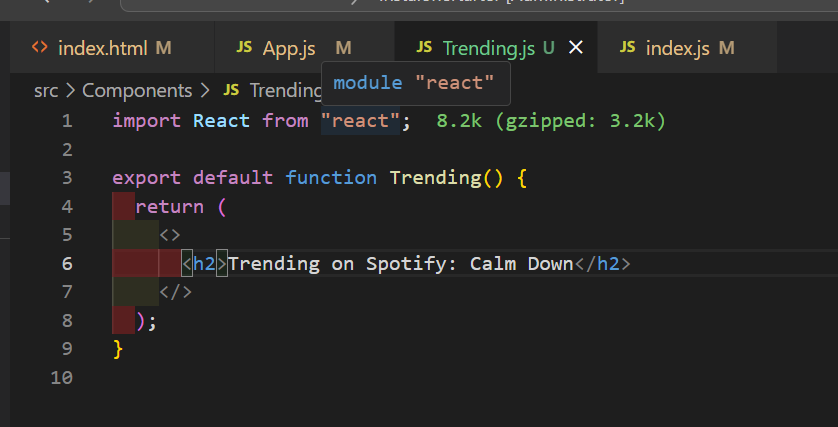 <> index.html M JS App.js M JS Trending.js U × JS index.js M
src > Components > JS Trending
module "react"
1 import React from "react"; 8.2k (gzipped: 3.2k)
2
3 export default function Trending() {
4 return (
5 <>
6 <h2>Trending on Spotify: Calm Down</h2>
7 </>
8 );
9 }
10